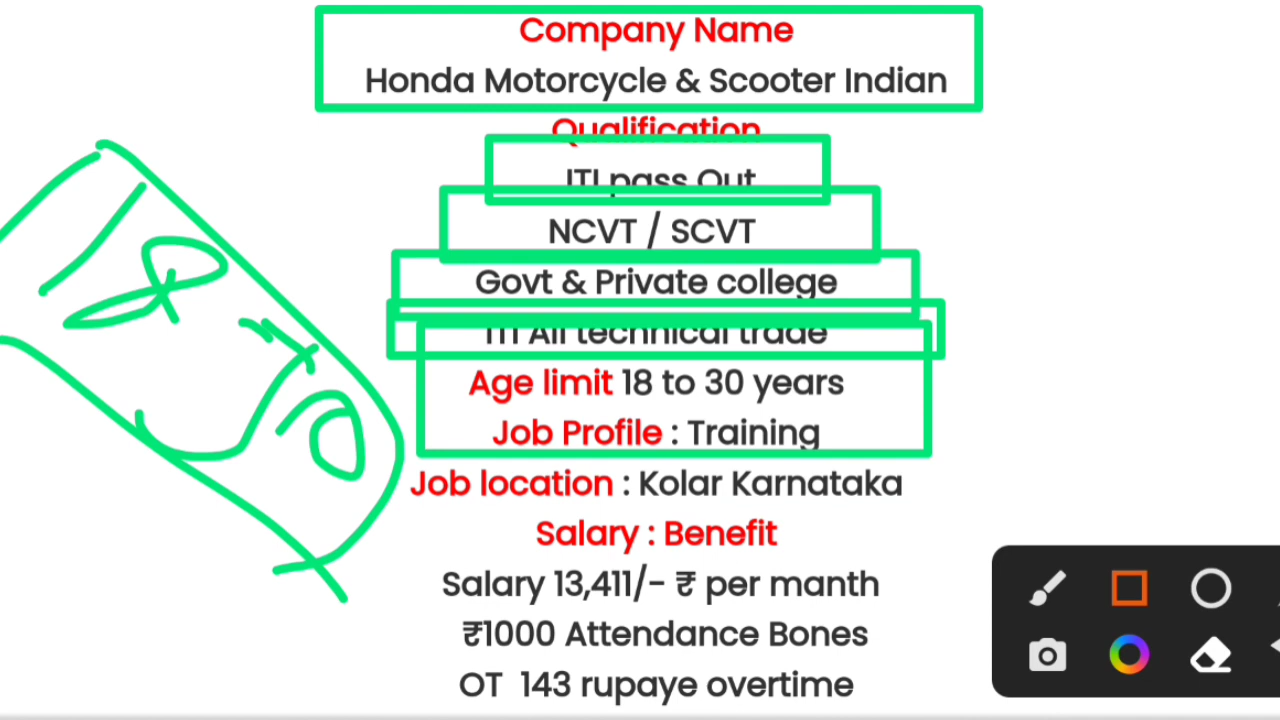 Company Name
Honda Motorcycle & Scooter Indian
Qualification
ITI pass Out
NCVT / SCVT
Govt & Private college
ITI All technical trade
Age limit 18 to 30 years
Job Profile : Training
Job location : Kolar Karnataka
Salary : Benefit
Salary 13,411/- ₹ per manth
₹1000 Attendance Bones
OT 143 rupaye overtime